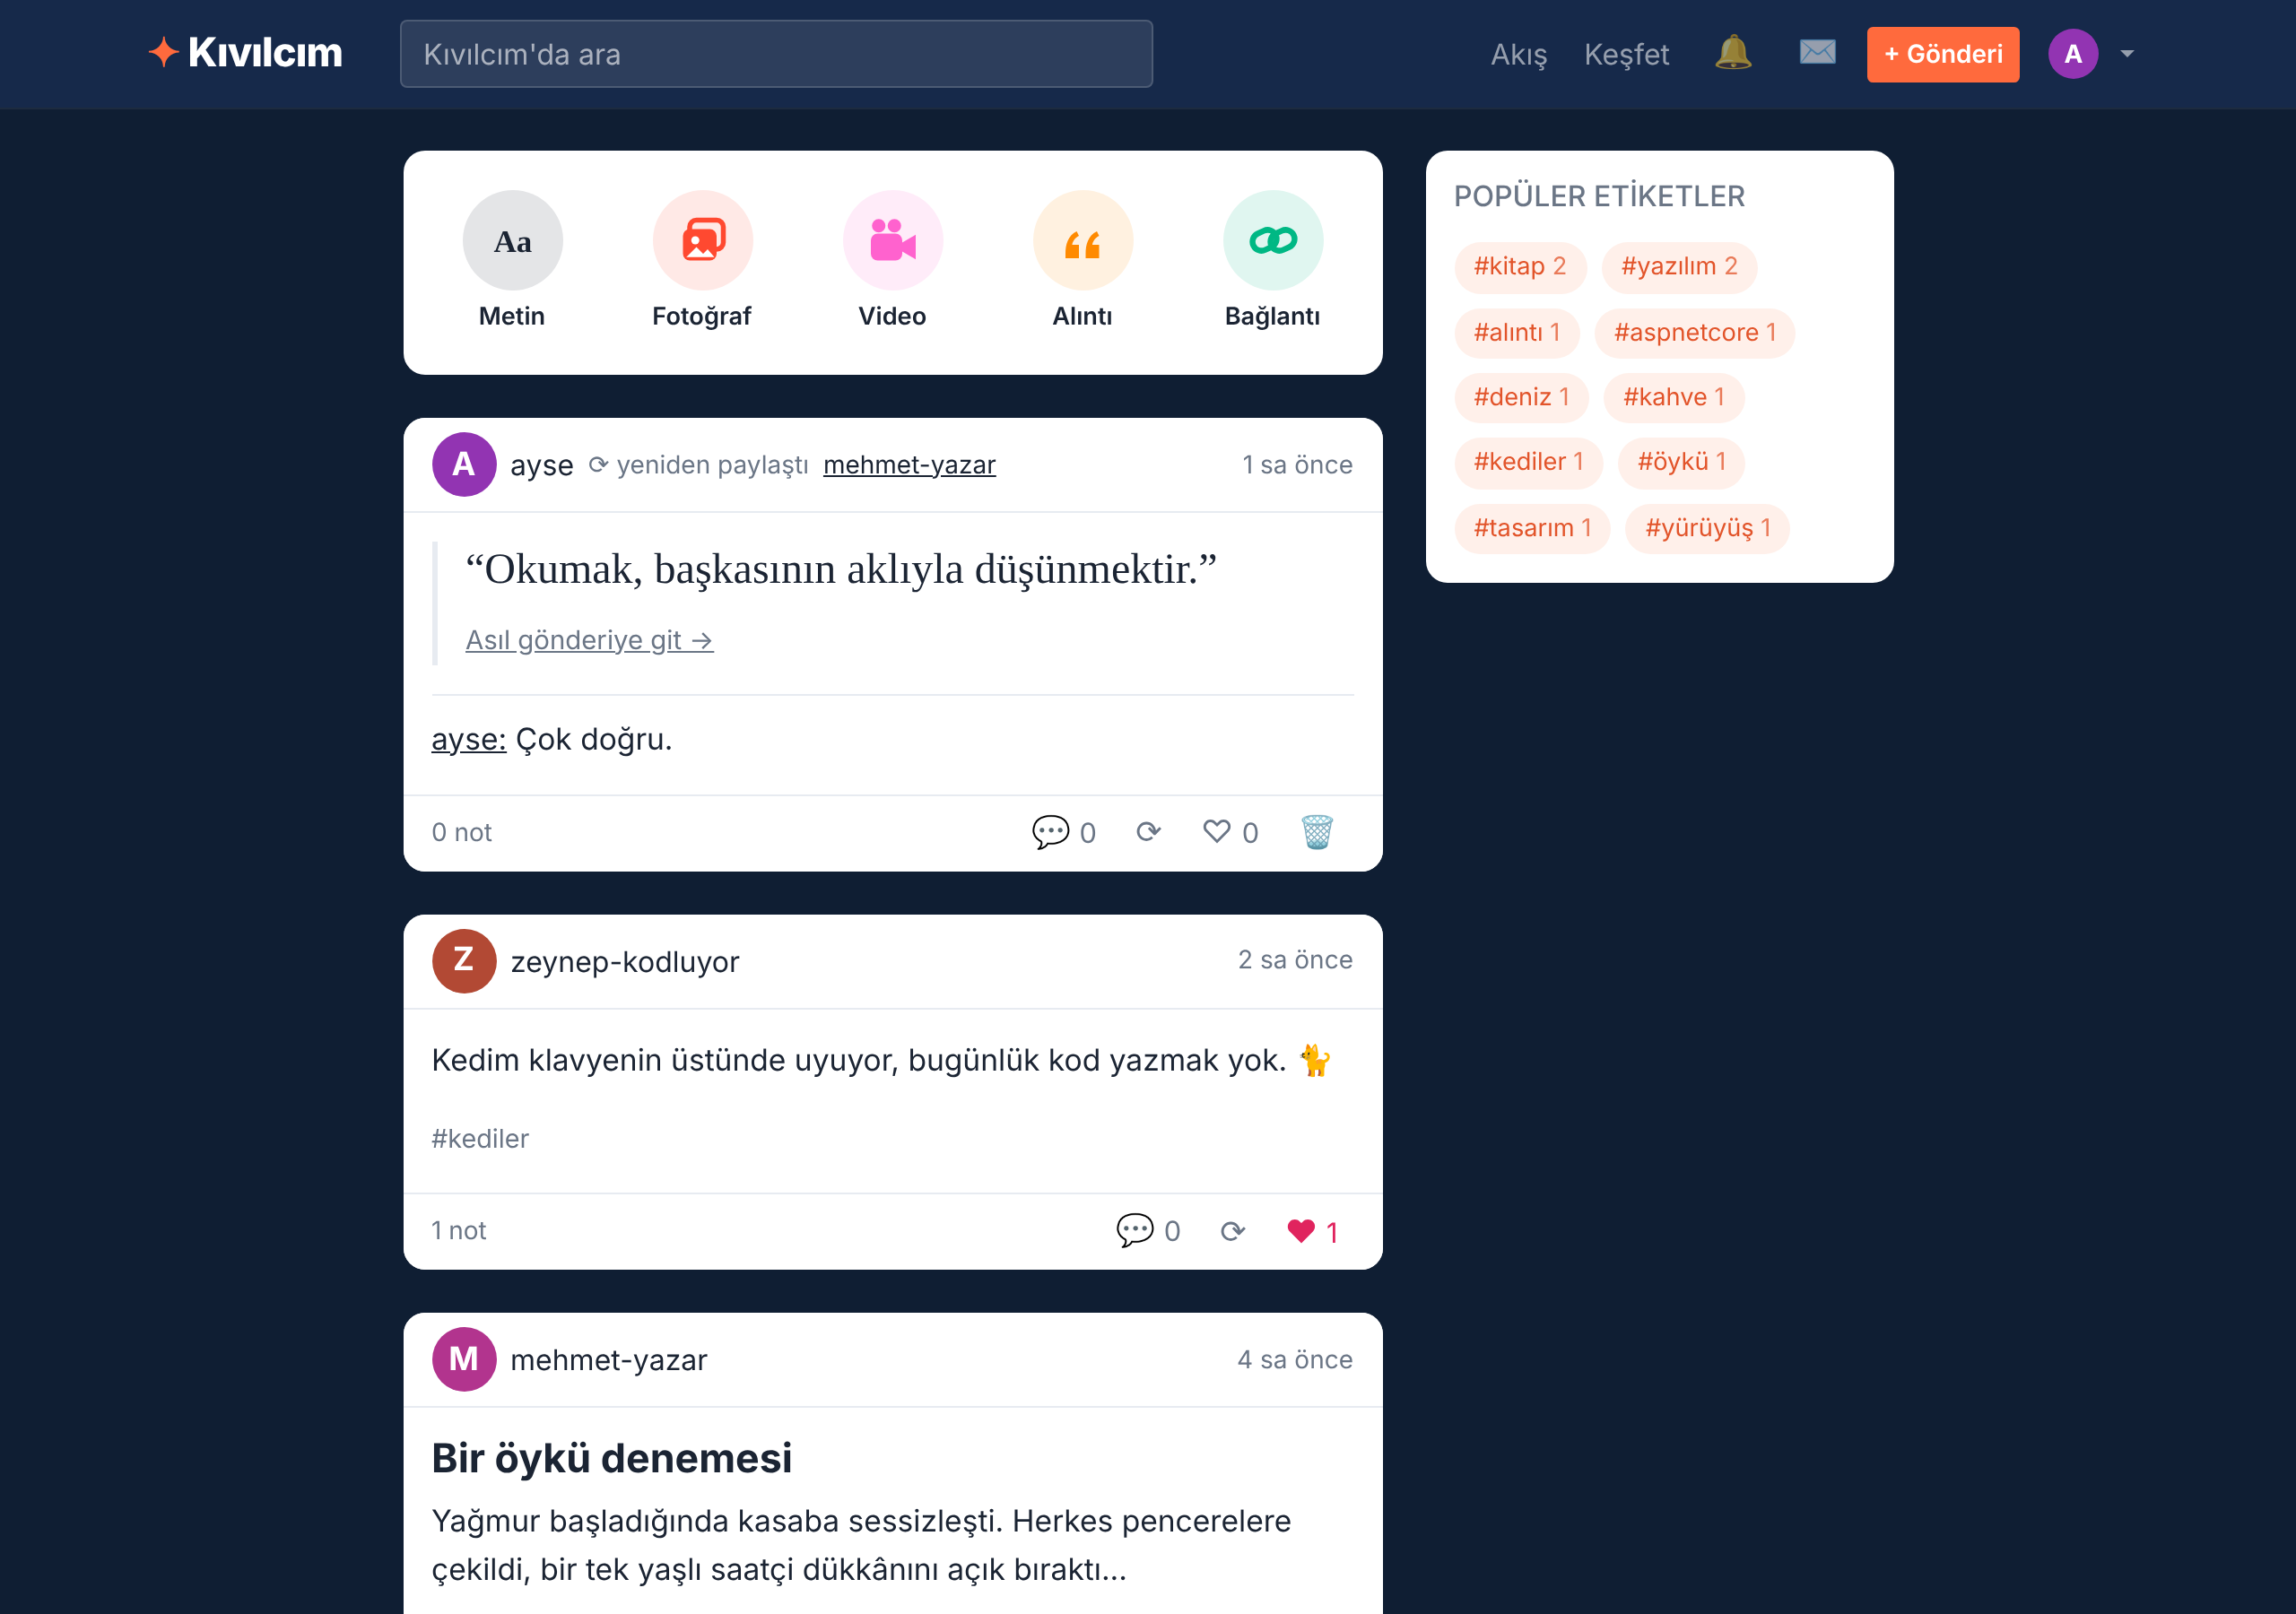 Kıvılcım
Kıvılcım'da ara
Akış
Keşfet
+ Gönderi
A
Aa
Metin
Fotoğraf
Video
Alıntı
Bağlantı
A ayse ⟳ yeniden paylaştı mehmet-yazar 1 sa önce
“Okumak, başkasının aklıyla düşünmektir.”
Asıl gönderiye git →
ayse: Çok doğru.
0 not 0 ⟳ ♡ 0
Z zeynep-kodluyor 2 sa önce
Kedim klavyenin üstünde uyuyor, bugünlük kod yazmak yok. 🐈
#kediler
1 not 0 ⟳ ♥ 1
M mehmet-yazar 4 sa önce
Bir öykü denemesi
Yağmur başladığında kasaba sessizleşti. Herkes pencerelere
çekildi, bir tek yaşlı saatçi dükkânını açık bıraktı...
POPÜLER ETİKETLER
#kitap 2 #yazılım 2
#alıntı 1 #aspnetcore 1
#deniz 1 #kahve 1
#kediler 1 #öykü 1
#tasarım 1 #yürüyüş 1